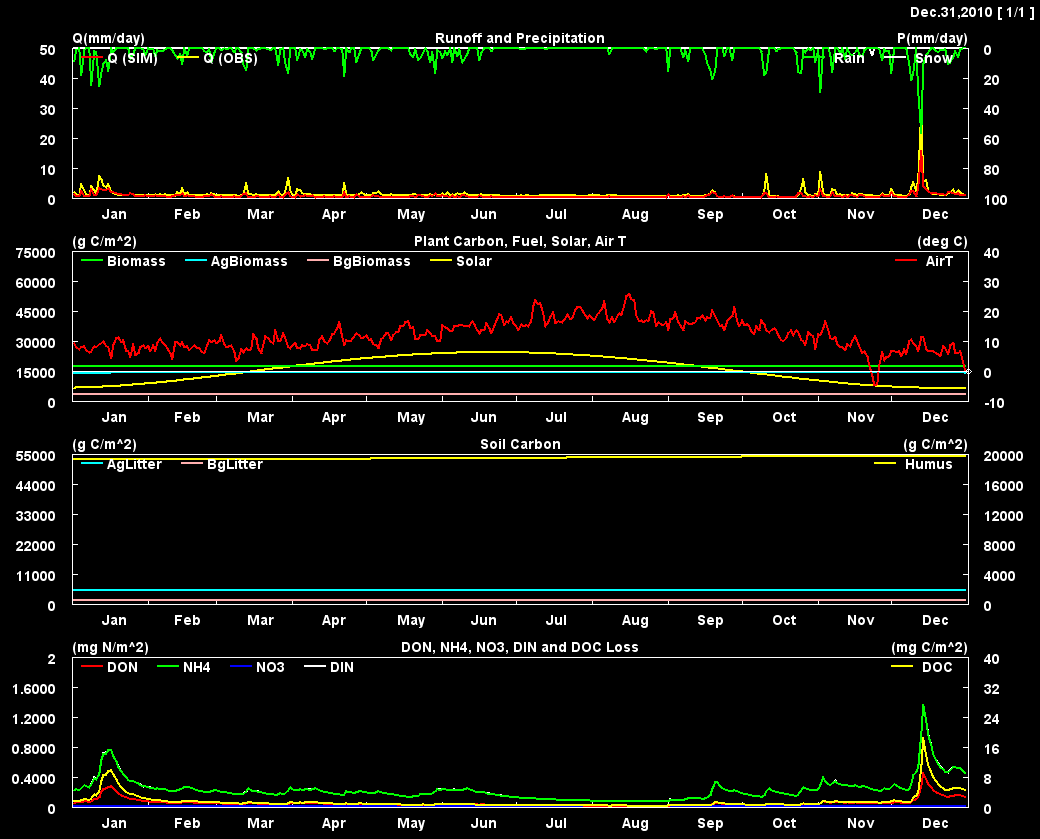 Dec.31,2010 [ 1/1 ]
Q(mm/day) Runoff and Precipitation P(mm/day)
50 0
Q (SIM) Q (OBS) Rain Snow
40 20
30 40
20 60
10 80
0 100
Jan Feb Mar Apr May Jun Jul Aug Sep Oct Nov Dec
(g C/m^2) Plant Carbon, Fuel, Solar, Air T (deg C)
75000 40
Biomass AgBiomass BgBiomass Solar AirT
60000 30
45000 20
30000 10
15000 0
0 -10
Jan Feb Mar Apr May Jun Jul Aug Sep Oct Nov Dec
(g C/m^2) Soil Carbon (g C/m^2)
55000 20000
AgLitter BgLitter Humus
44000 16000
33000 12000
22000 8000
11000 4000
0 0
Jan Feb Mar Apr May Jun Jul Aug Sep Oct Nov Dec
(mg N/m^2) DON, NH4, NO3, DIN and DOC Loss (mg C/m^2)
2 40
DON NH4 NO3 DIN DOC
1.6000 32
1.2000 24
0.8000 16
0.4000 8
0 0
Jan Feb Mar Apr May Jun Jul Aug Sep Oct Nov Dec